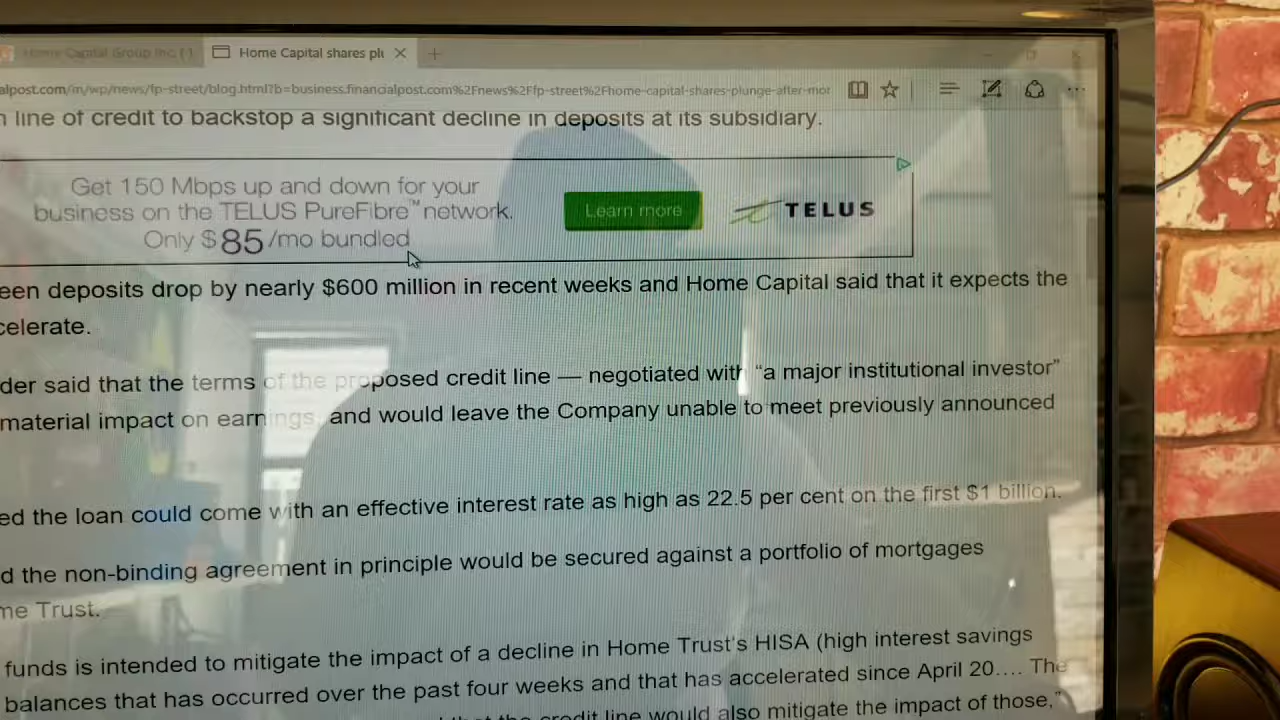 Home Capital Group Inc. (
Home Capital shares plu
alpost.com/in/wp/news/fp-street/blog.html?b=business.financialpost.com%2Fnews%2Ffp-street%2Fhome-capital-shares-plunge-after-mor
n line of credit to backstop a significant decline in deposits at its subsidiary.
Get 150 Mbps up and down for your
business on the TELUS PureFibre™ network.
Only $85/mo bundled
Learn more
TELUS
een deposits drop by nearly $600 million in recent weeks and Home Capital said that it expects the
celerate.
der said that the terms of the proposed credit line — negotiated with “a major institutional investor”
material impact on earnings, and would leave the Company unable to meet previously announced
ed the loan could come with an effective interest rate as high as 22.5 per cent on the first $1 billion.
d the non-binding agreement in principle would be secured against a portfolio of mortgages
me Trust.
funds is intended to mitigate the impact of a decline in Home Trust’s HISA (high interest savings
balances that has occurred over the past four weeks and that has accelerated since April 20…. The
the credit line would also mitigate the impact of those,”